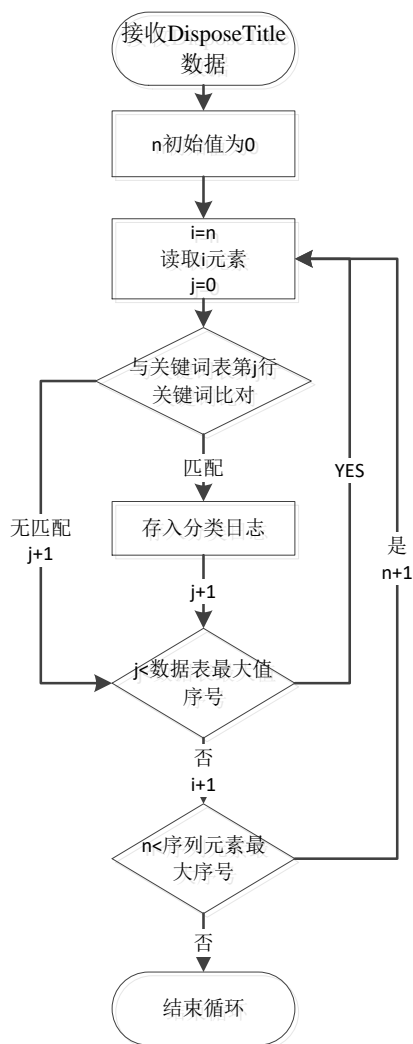 接收DisposeTitle
数据
n初始值为0
i=n
读取i元素
j=0
与关键词表第j行
关键词比对
匹配
YES
无匹配
j+1
存入分类日志
是
n+1
j+1
j<数据表最大值
序号
否
i+1
n<序列元素最
大序号
否
结束循环